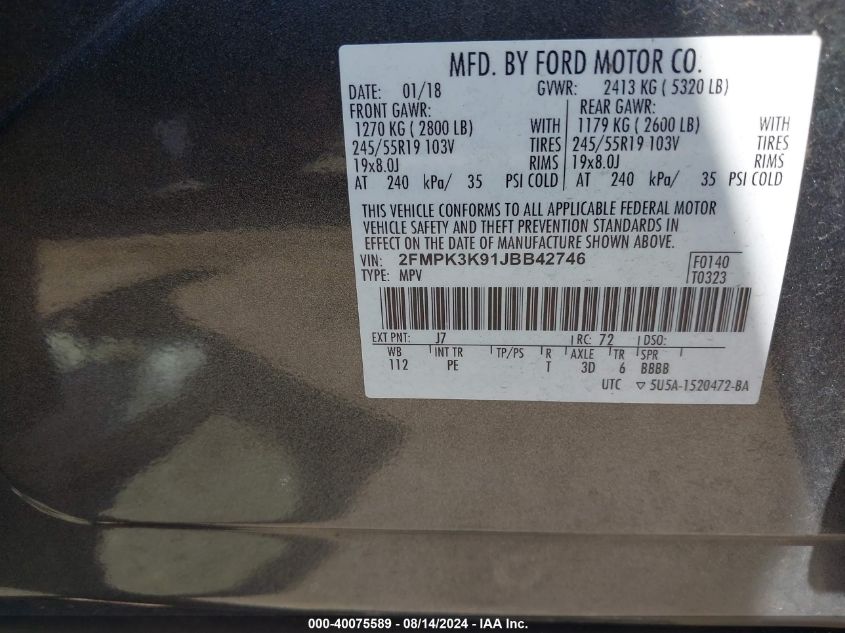 MFD. BY FORD MOTOR CO.
DATE: 01/18 GVWR: 2413 KG ( 5320 LB)
FRONT GAWR: REAR GAWR:
1270 KG ( 2800 LB) WITH 1179 KG ( 2600 LB) WITH
245/55R19 103V TIRES 245/55R19 103V TIRES
19x8.0J RIMS 19x8.0J RIMS
AT 240 kPa/ 35 PSI COLD AT 240 kPa/ 35 PSI COLD
THIS VEHICLE CONFORMS TO ALL APPLICABLE FEDERAL MOTOR
VEHICLE SAFETY AND THEFT PREVENTION STANDARDS IN
EFFECT ON THE DATE OF MANUFACTURE SHOWN ABOVE.
VIN: 2FMPK3K91JBB42746 F0140
TYPE: MPV T0323
EXT PNT: J7 RC: 72 DSO:
WB INT TR TP/PS R AXLE TR SPR
112 PE T 3D 6 BBBB
UTC ▽ 5U5A-1520472-BA
000-40075589 - 08/14/2024 - IAA Inc.